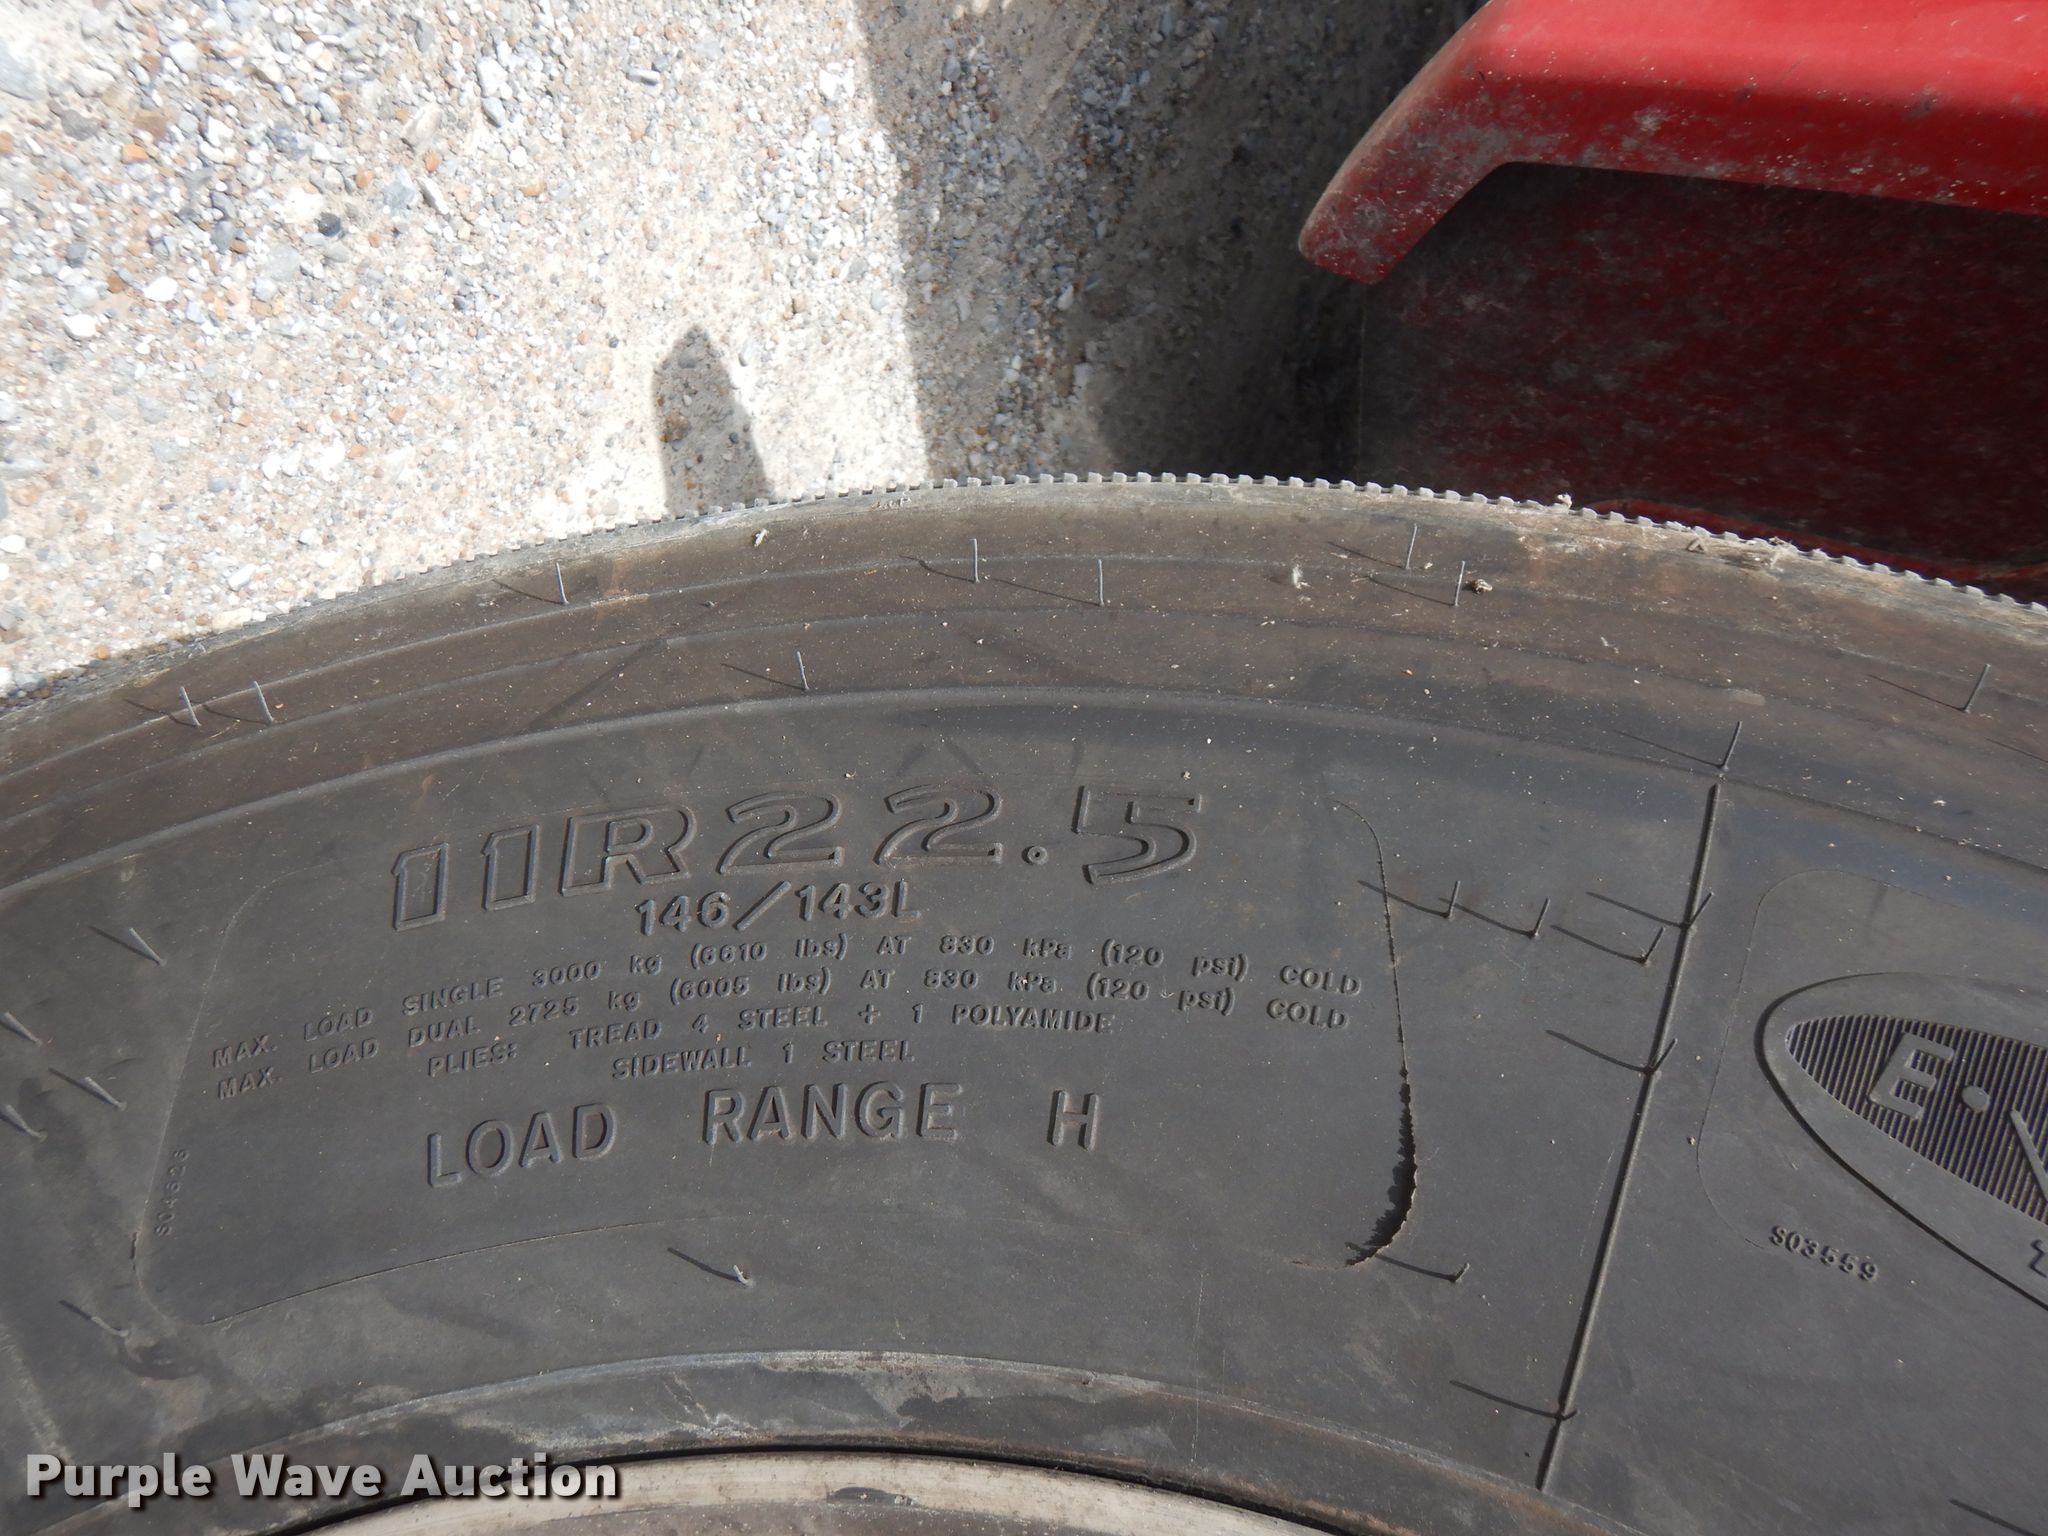 11R22.5
146/143L
MAX. LOAD SINGLE 3000 kg (6610 lbs) AT 830 kPa (120 psi) COLD
MAX. LOAD DUAL 2725 kg (6005 lbs) AT 830 kPa (120 psi) COLD
PLIES: TREAD 4 STEEL + 1 POLYAMIDE
SIDEWALL 1 STEEL
LOAD RANGE H
S03559
Purple Wave Auction